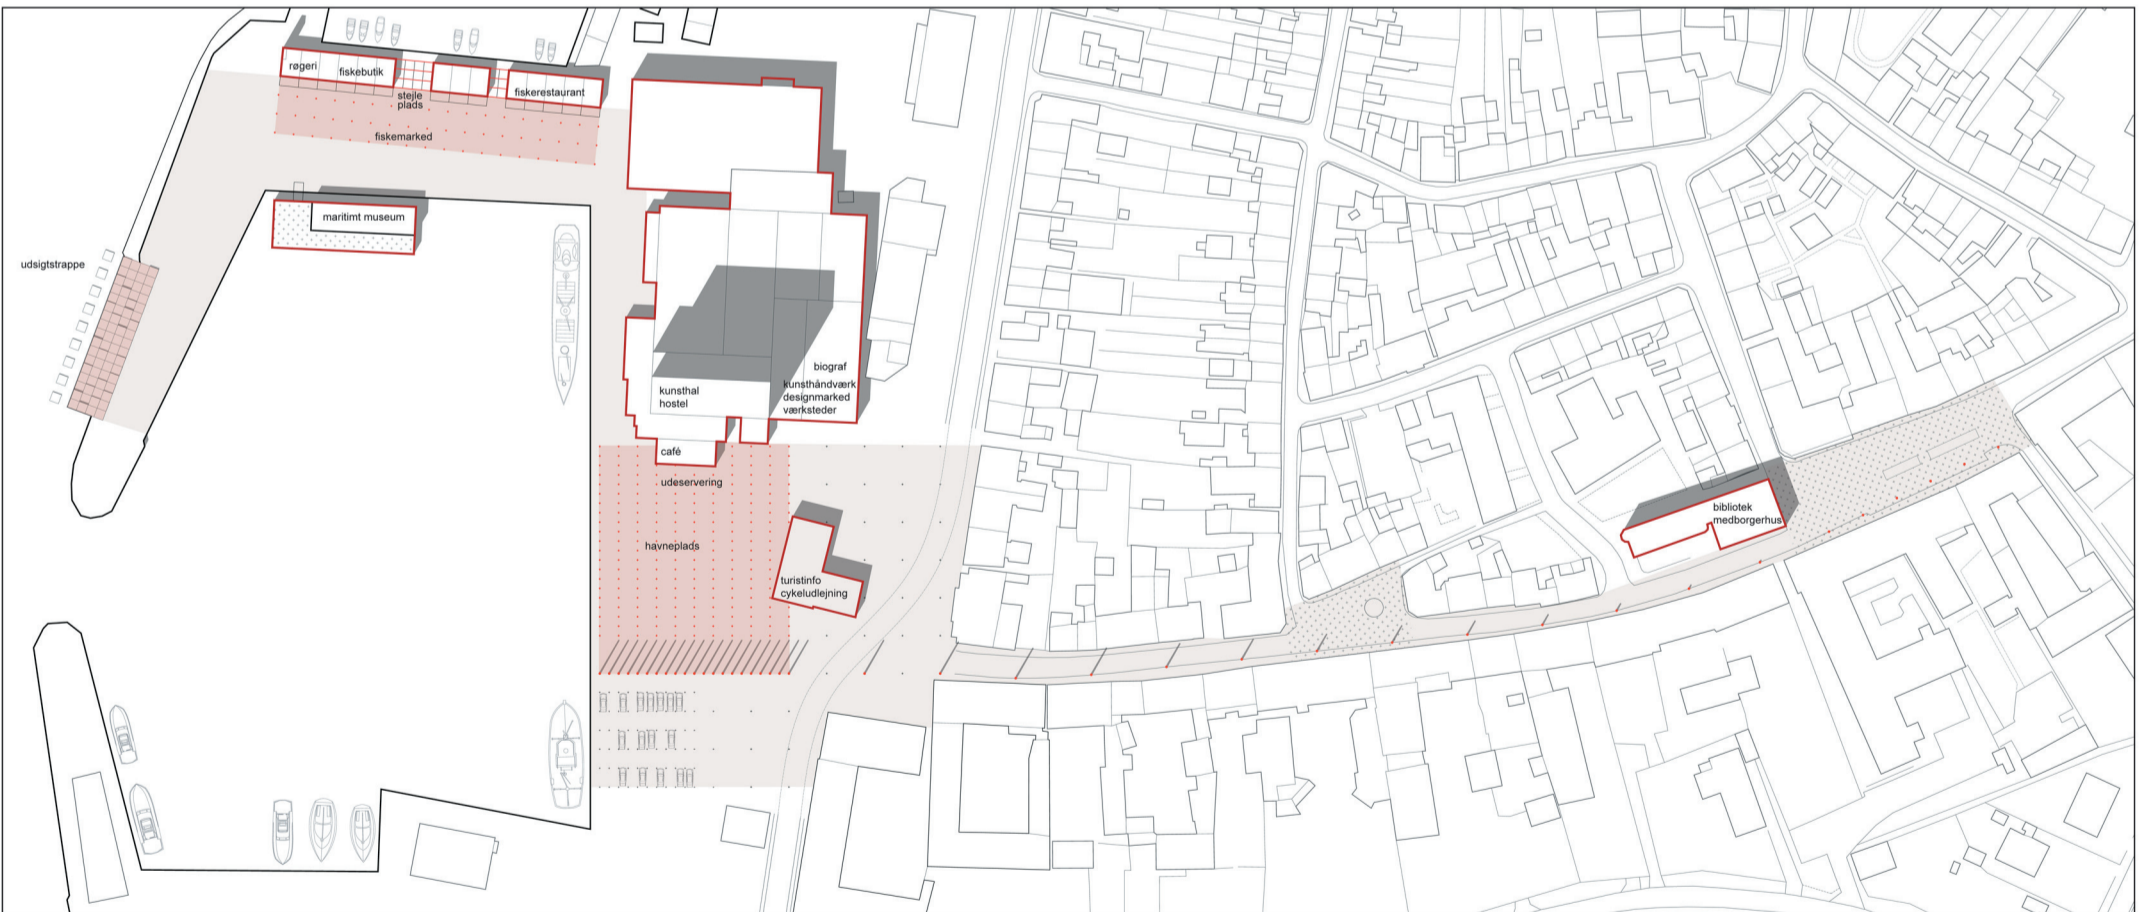 røgeri
fiskebutik
stejle
plads
fiskerestaurant
fiskemarked
maritimt museum
udsigtstrappe
biograf
kunsthal
hostel
kunsthåndværk
designmarked
værksteder
café
udeservering
havneplads
turistinfo
cykeludlejning
bibliotek
medborgerhus